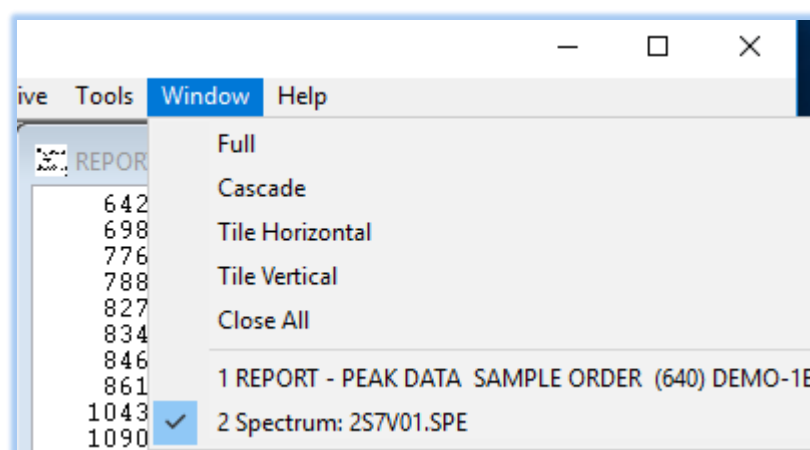 ive Tools Window Help
Full
REPOR
Cascade
642
698
Tile Horizontal
776
788
Tile Vertical
827
834
Close All
846
861
1 REPORT - PEAK DATA  SAMPLE ORDER  (640) DEMO-1E
1043
2 Spectrum: 2S7V01.SPE
1090